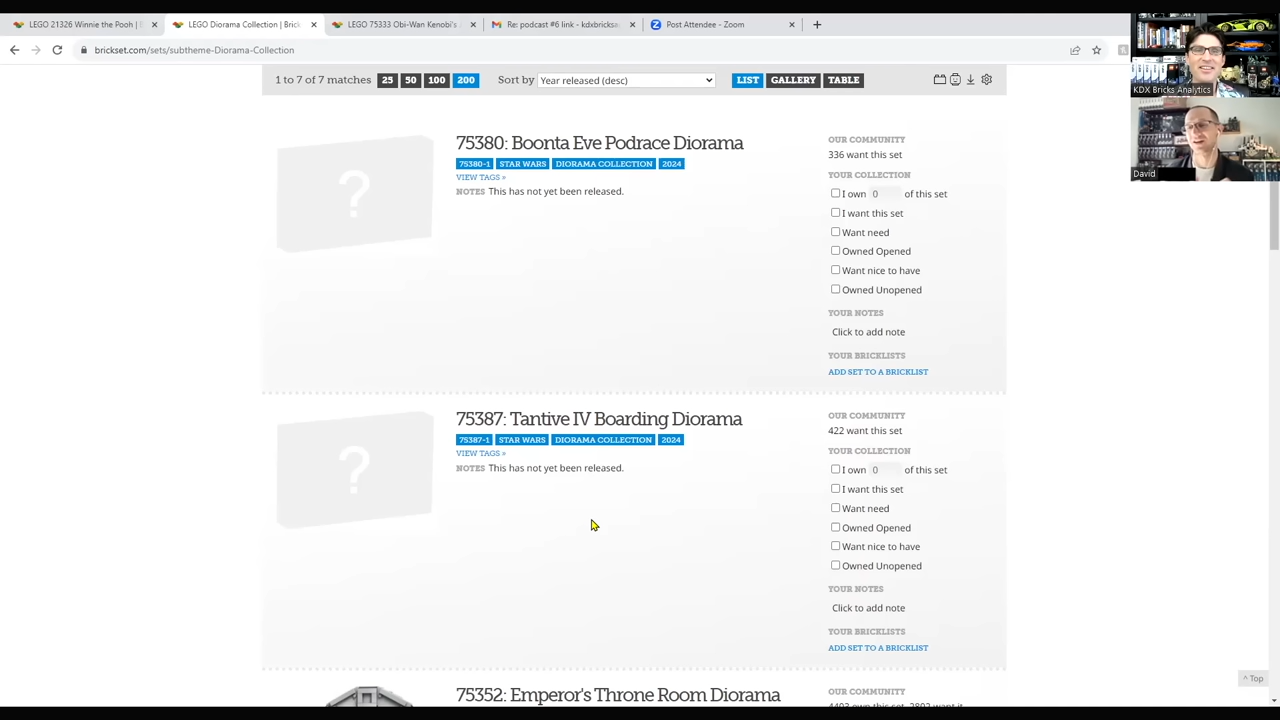 LEGO 21326 Winnie the Pooh | B
LEGO Diorama Collection | Brick
LEGO 75333 Obi-Wan Kenobi's
Re: podcast #6 link - kdxbricksa
Post Attendee - Zoom
brickset.com/sets/subtheme-Diorama-Collection
1 to 7 of 7 matches 25 50 100 200 Sort by Year released (desc) LIST GALLERY TABLE
KDX Bricks Analytics
David
75380: Boonta Eve Podrace Diorama
75380-1 STAR WARS DIORAMA COLLECTION 2024
VIEW TAGS »
NOTES This has not yet been released.
OUR COMMUNITY
336 want this set
YOUR COLLECTION
I own 0 of this set
I want this set
Want need
Owned Opened
Want nice to have
Owned Unopened
YOUR NOTES
Click to add note
YOUR BRICKLISTS
ADD SET TO A BRICKLIST
75387: Tantive IV Boarding Diorama
75387-1 STAR WARS DIORAMA COLLECTION 2024
VIEW TAGS »
NOTES This has not yet been released.
OUR COMMUNITY
422 want this set
YOUR COLLECTION
I own 0 of this set
I want this set
Want need
Owned Opened
Want nice to have
Owned Unopened
YOUR NOTES
Click to add note
YOUR BRICKLISTS
ADD SET TO A BRICKLIST
^ Top
75352: Emperor's Throne Room Diorama
OUR COMMUNITY
4403 own this set, 2802 want it